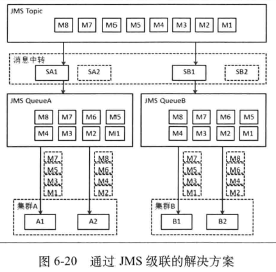 JMS Topic
M8 M7 M6 M5 M4 M3 M2 M1
消息中转
SA1 SA2 SB1 SB2
JMS QueueA JMS QueueB
M8 M7 M6 M5 M8 M7 M6 M5
M4 M3 M2 M1 M4 M3 M2 M1
M7 M8 M7 M8
M5 M6 M5 M6
M3 M4 M3 M4
M1 M2 M1 M2
集群A 集群B
A1 A2 B1 B2
图 6-20 通过 JMS 级联的解决方案